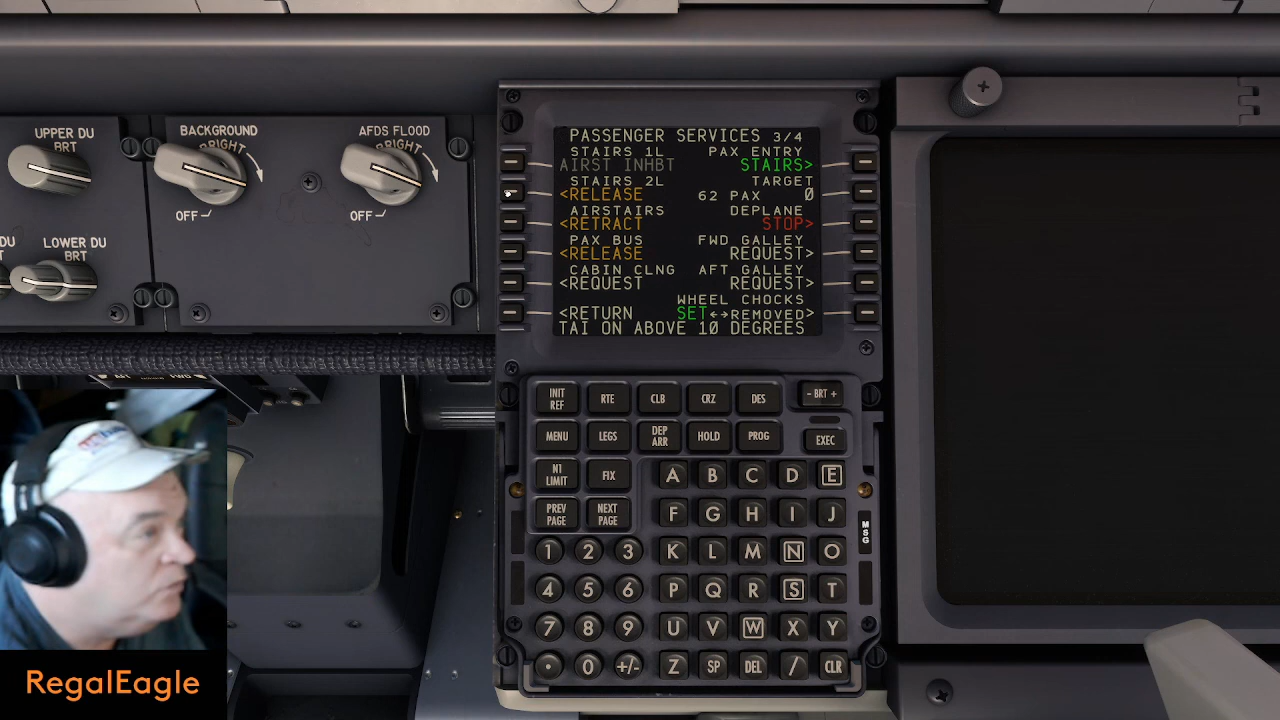 UPPER DU
BRT
BACKGROUND
BRIGHT
OFF
AFDS FLOOD
BRIGHT
OFF
DU
LOWER DU
BRT
PASSENGER SERVICES 3/4
STAIRS 1L PAX ENTRY
AIRST INHBT STAIRS>
STAIRS 2L TARGET
<RELEASE 62 PAX 0
AIRSTAIRS DEPLANE
<RETRACT STOP>
PAX BUS FWD GALLEY
<RELEASE REQUEST>
CABIN CLNG AFT GALLEY
<REQUEST REQUEST>
WHEEL CHOCKS
<RETURN SET↔REMOVED>
TAI ON ABOVE 10 DEGREES
INIT REF RTE CLB CRZ DES - BRT +
MENU LEGS DEP ARR HOLD PROG EXEC
N1 LIMIT FIX A B C D E
PREV PAGE NEXT PAGE F G H I J
MSG
1 2 3 K L M N O
4 5 6 P Q R S T
7 8 9 U V W X Y
. 0 +/- Z SP DEL / CLR
RegalEagle